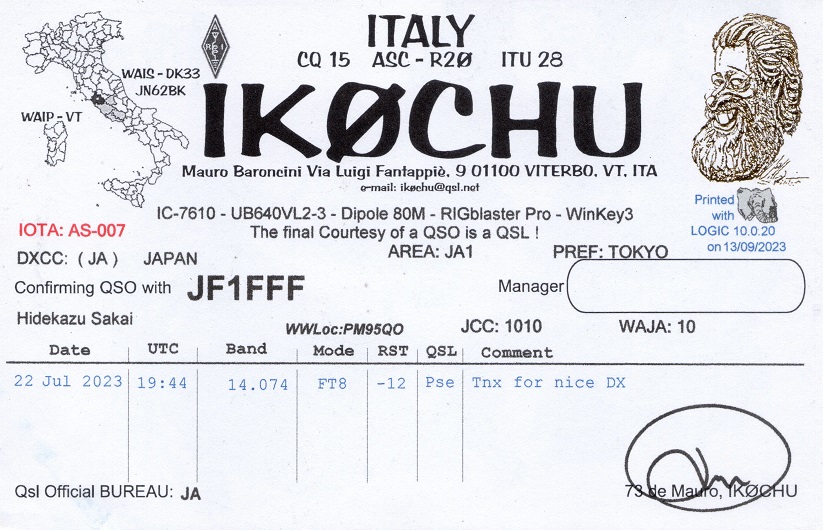 ITALY
CQ 15 ASC - R2Ø ITU 28
WAIS - DK33
JN62BK
WAIP - VT
IKØCHU
Mauro Baroncini Via Luigi Fantappiè, 9 01100 VITERBO, VT, ITA
e-mail: ikøchu@qsl.net
IC-7610 - UB640VL2-3 - Dipole 80M - RIGblaster Pro - WinKey3
The final Courtesy of a QSO is a QSL !
Printed
with
LOGIC 10.0.20
on 13/09/2023
IOTA: AS-007
DXCC: ( JA ) JAPAN AREA: JA1 PREF: TOKYO
Confirming QSO with JF1FFF Manager
Hidekazu Sakai
WWLoc:PM95QO JCC: 1010 WAJA: 10
Date UTC Band Mode RST QSL Comment
22 Jul 2023 19:44 14.074 FT8 -12 Pse Tnx for nice DX
Qsl Official BUREAU: JA
73 de Mauro, IKØCHU